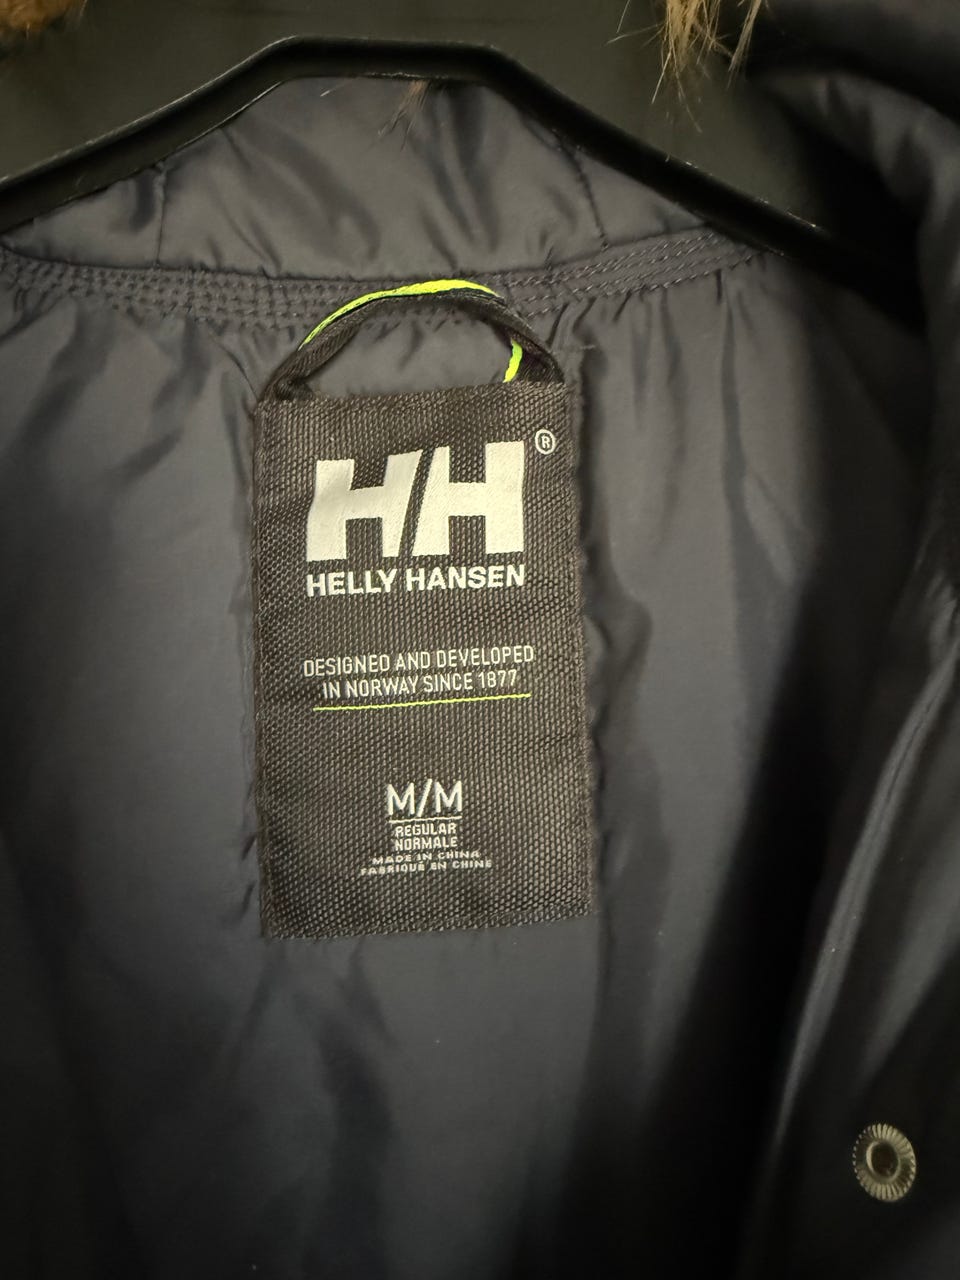 HH®
HELLY HANSEN
DESIGNED AND DEVELOPED
IN NORWAY SINCE 1877
M/M
REGULAR
NORMALE
MADE IN CHINA
FABRIQUÉ EN CHINE